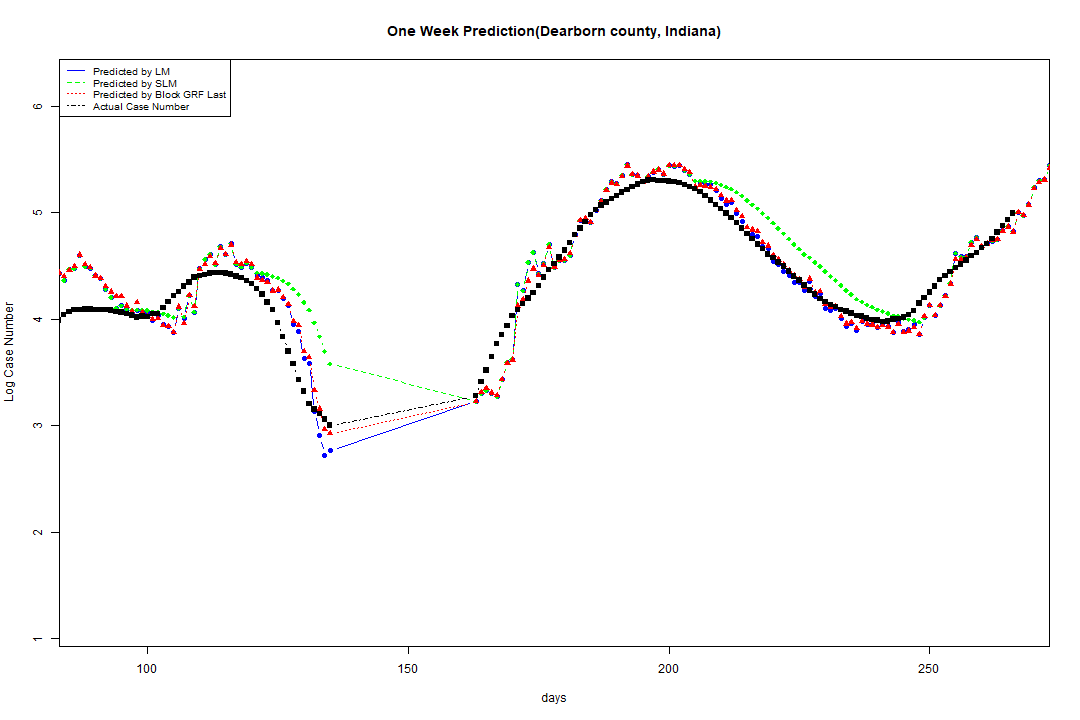 One Week Prediction(Dearborn county, Indiana)
Predicted by LM
Predicted by SLM
Predicted by Block GRF Last
Actual Case Number
6
5
4
3
2
1
Log Case Number
100 150 200 250
days